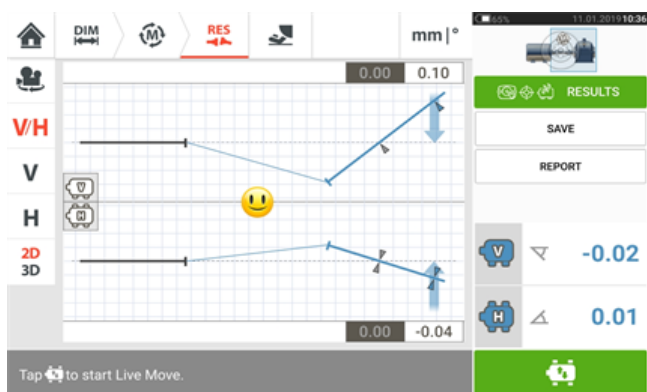 DIM
M
RES
mm | °
65%
11.01.2019 10:36
0.00 0.10
RESULTS
V/H
SAVE
V
REPORT
V
H
H
2D
3D
V -0.02
H 0.01
0.00 -0.04
Tap to start Live Move.